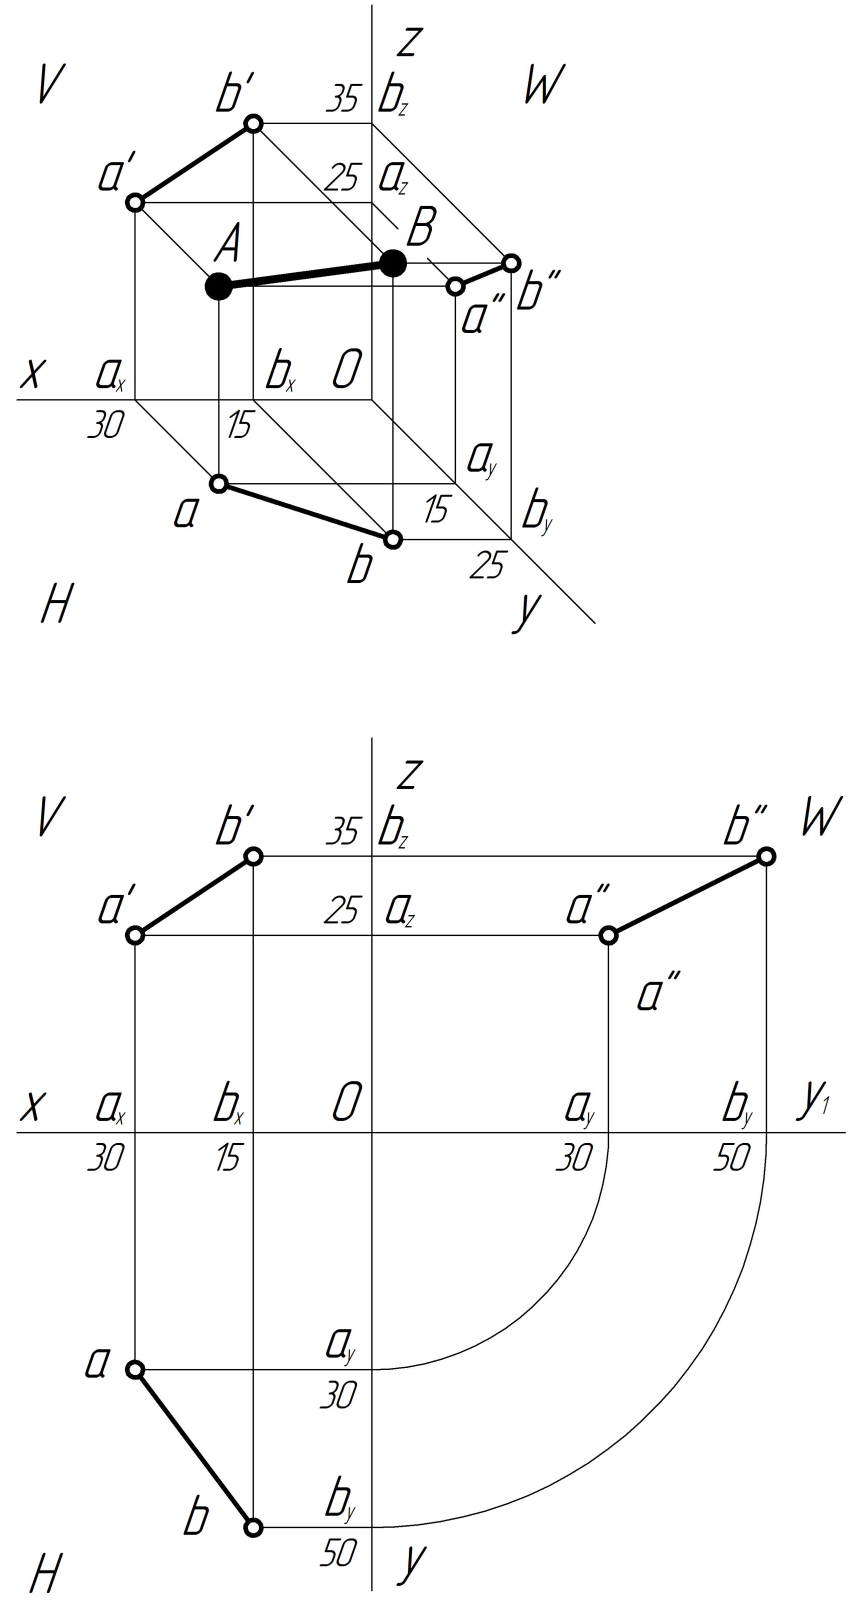 z
V b' 35 b_z W
a' 25 a_z
A B
a" b"
x a_x b_x O
30 15
a_y
a 15 b_y
b 25
H y
z
V b' 35 b_z b" W
a' 25 a_z a"
a"
x a_x b_x O a_y b_y y_1
30 15 30 50
a a_y
30
b b_y
50
H y